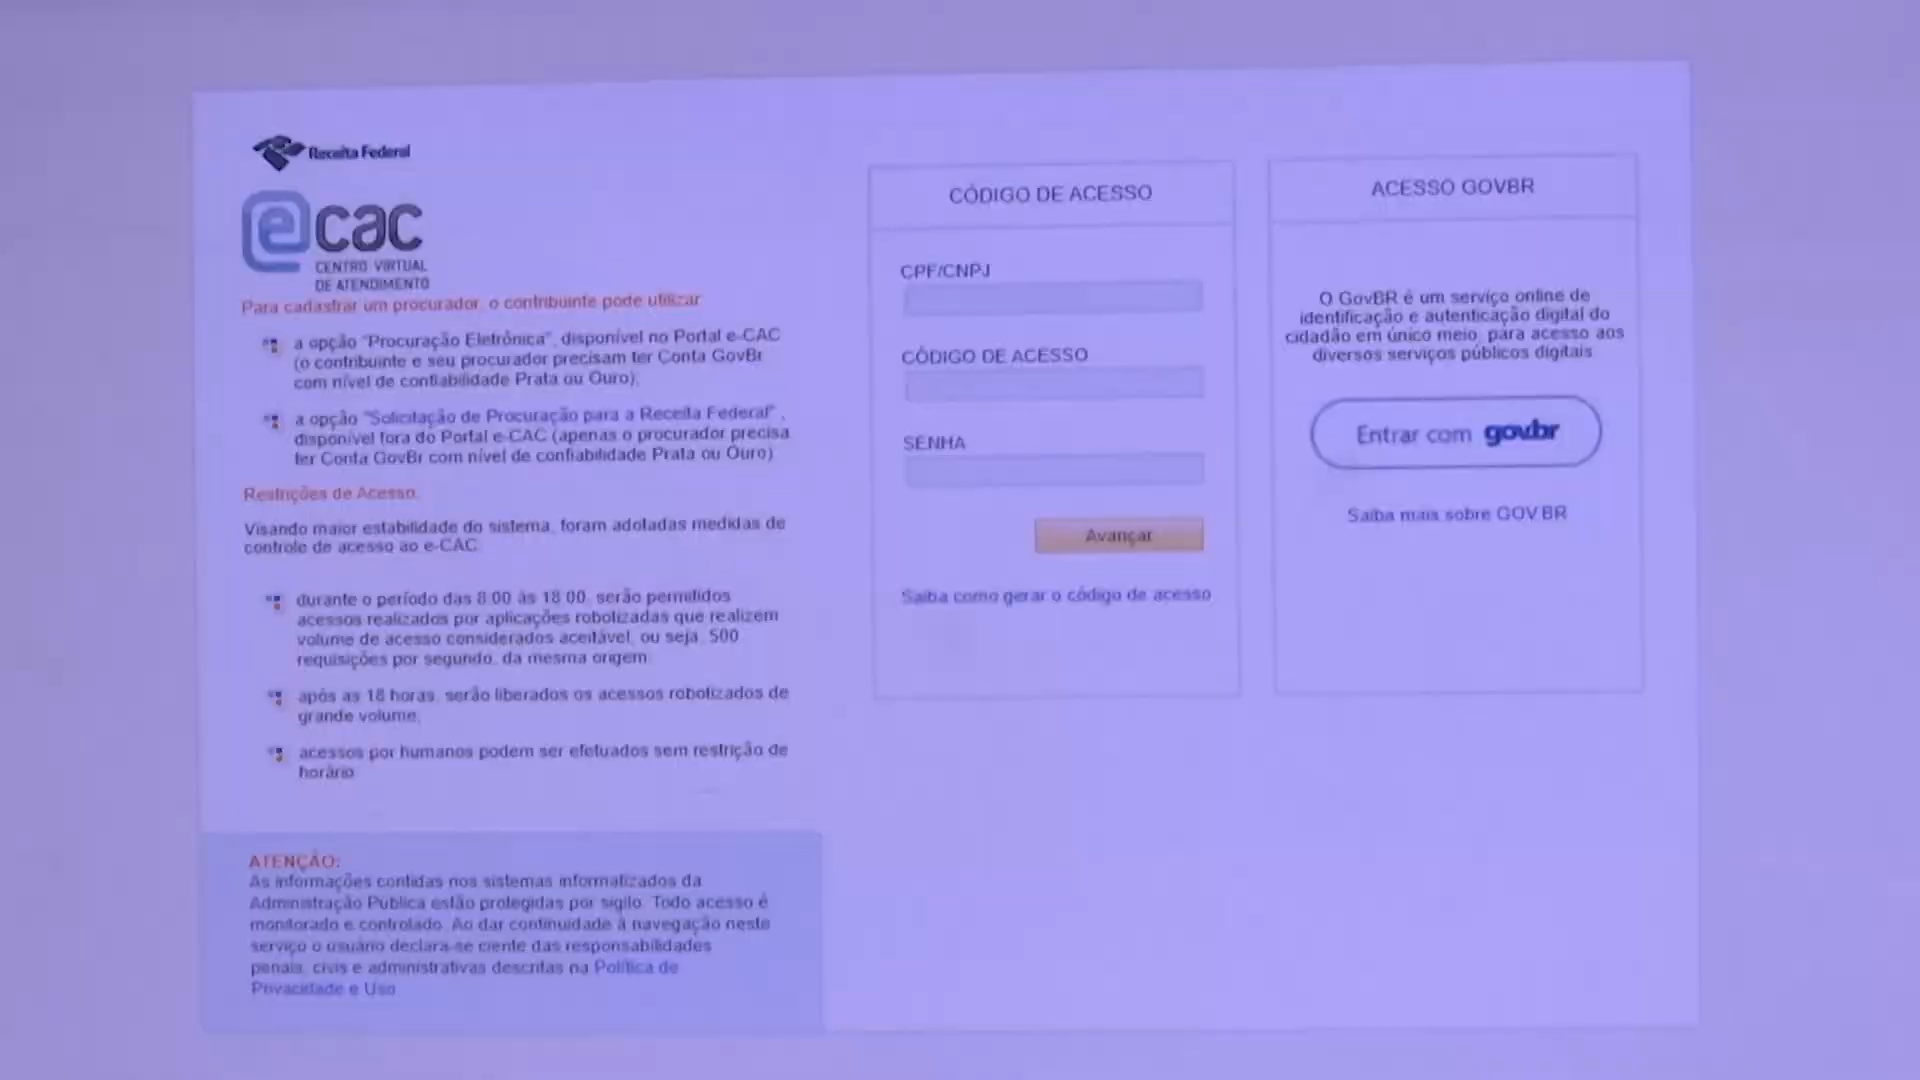 Receita Federal
e cac
CENTRO VIRTUAL
DE ATENDIMENTO
Para cadastrar um procurador, o contribuinte pode utilizar:
a opção "Procuração Eletrônica", disponível no Portal e-CAC
(o contribuinte e seu procurador precisam ter Conta GovBr
com nível de confiabilidade Prata ou Ouro);
a opção "Solicitação de Procuração para a Receita Federal" ,
disponível fora do Portal e-CAC (apenas o procurador precisa
ter Conta GovBr com nível de confiabilidade Prata ou Ouro)
Restrições de Acesso:
Visando maior estabilidade do sistema, foram adotadas medidas de
controle de acesso ao e-CAC:
durante o período das 8:00 às 18:00, serão permitidos
acessos realizados por aplicações robotizadas que realizem
volume de acesso considerados aceitável, ou seja, 500
requisições por segundo, da mesma origem;
após as 18 horas, serão liberados os acessos robotizados de
grande volume;
acessos por humanos podem ser efetuados sem restrição de
horário.
ATENÇÃO:
As informações contidas nos sistemas informatizados da
Administração Pública estão protegidas por sigilo. Todo acesso é
monitorado e controlado. Ao dar continuidade à navegação neste
serviço o usuário declara-se ciente das responsabilidades
penais, civis e administrativas descritas na Política de
Privacidade e Uso.
CÓDIGO DE ACESSO
CPF/CNPJ
CÓDIGO DE ACESSO
SENHA
Avançar
Saiba como gerar o código de acesso
ACESSO GOVBR
O GovBR é um serviço online de
identificação e autenticação digital do
cidadão em único meio, para acesso aos
diversos serviços públicos digitais.
Entrar com govbr
Saiba mais sobre GOV.BR